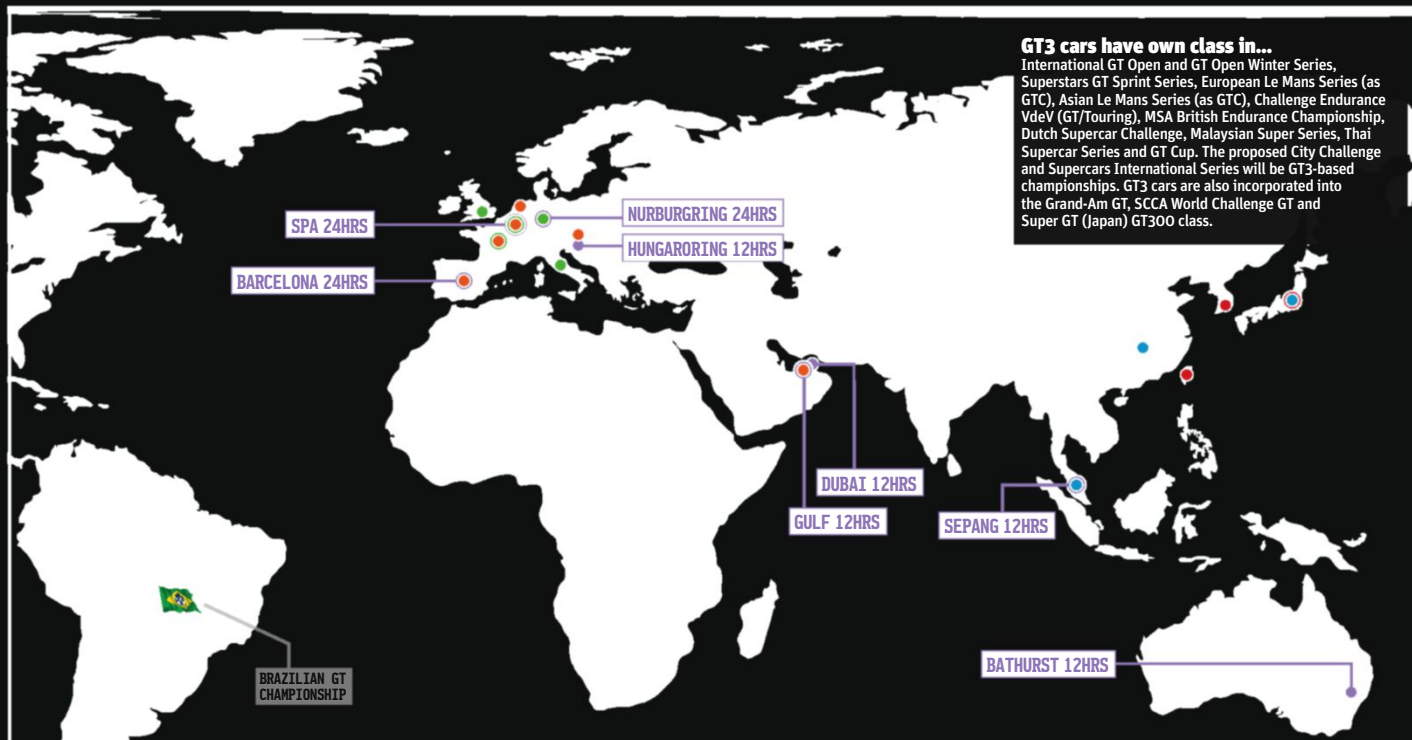 GT3 cars have own class in...
International GT Open and GT Open Winter Series,
Superstars GT Sprint Series, European Le Mans Series (as
GTC), Asian Le Mans Series (as GTC), Challenge Endurance
VdeV (GT/Touring), MSA British Endurance Championship,
Dutch Supercar Challenge, Malaysian Super Series, Thai
Supercar Series and GT Cup. The proposed City Challenge
and Supercars International Series will be GT3-based
championships. GT3 cars are also incorporated into
the Grand-Am GT, SCCA World Challenge GT and
Super GT (Japan) GT300 class.
SPA 24HRS
NURBURGRING 24HRS
HUNGARORING 12HRS
BARCELONA 24HRS
DUBAI 12HRS
GULF 12HRS
SEPANG 12HRS
BATHURST 12HRS
BRAZILIAN GT
CHAMPIONSHIP